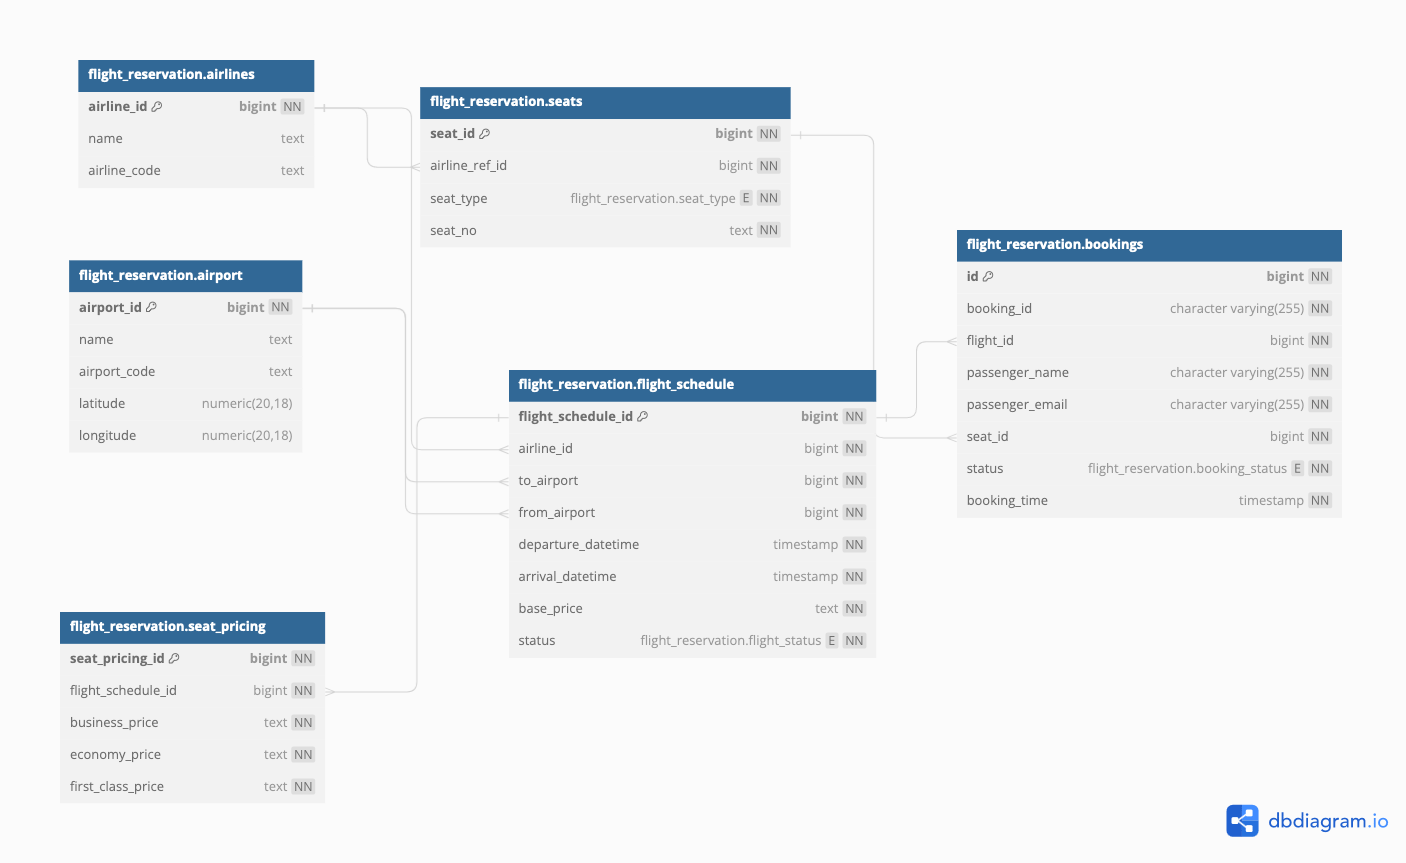 flight_reservation.airlines
airline_id bigint NN
name text
airline_code text
flight_reservation.seats
seat_id bigint NN
airline_ref_id bigint NN
seat_type flight_reservation.seat_type E NN
seat_no text NN
flight_reservation.airport
airport_id bigint NN
name text
airport_code text
latitude numeric(20,18)
longitude numeric(20,18)
flight_reservation.bookings
id bigint NN
booking_id character varying(255) NN
flight_id bigint NN
passenger_name character varying(255) NN
passenger_email character varying(255) NN
seat_id bigint NN
status flight_reservation.booking_status E NN
booking_time timestamp NN
flight_reservation.flight_schedule
flight_schedule_id bigint NN
airline_id bigint NN
to_airport bigint NN
from_airport bigint NN
departure_datetime timestamp NN
arrival_datetime timestamp NN
base_price text NN
status flight_reservation.flight_status E NN
flight_reservation.seat_pricing
seat_pricing_id bigint NN
flight_schedule_id bigint NN
business_price text NN
economy_price text NN
first_class_price text NN
dbdiagram.io